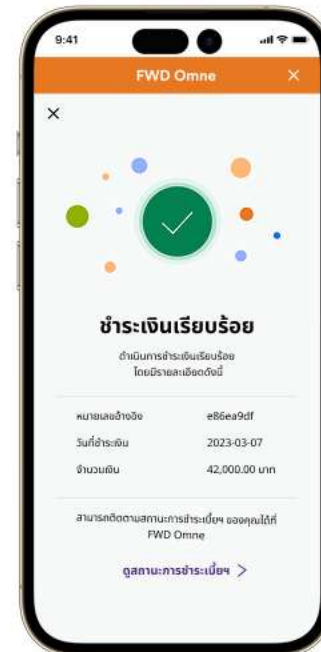 9:41
FWD Omne
ชำระเงินเรียบร้อย
ดำเนินการชำระเงินเรียบร้อย
โดยมีรายละเอียดดังนี้
หมายเลขอ้างอิง e86ea9df
วันที่ชำระเงิน 2023-03-07
จำนวนเงิน 42,000.00 บาท
สามารถติดตามสถานะการชำระเบี้ยฯ ของคุณได้ที่
FWD Omne
ดูสถานะการชำระเบี้ยฯ >